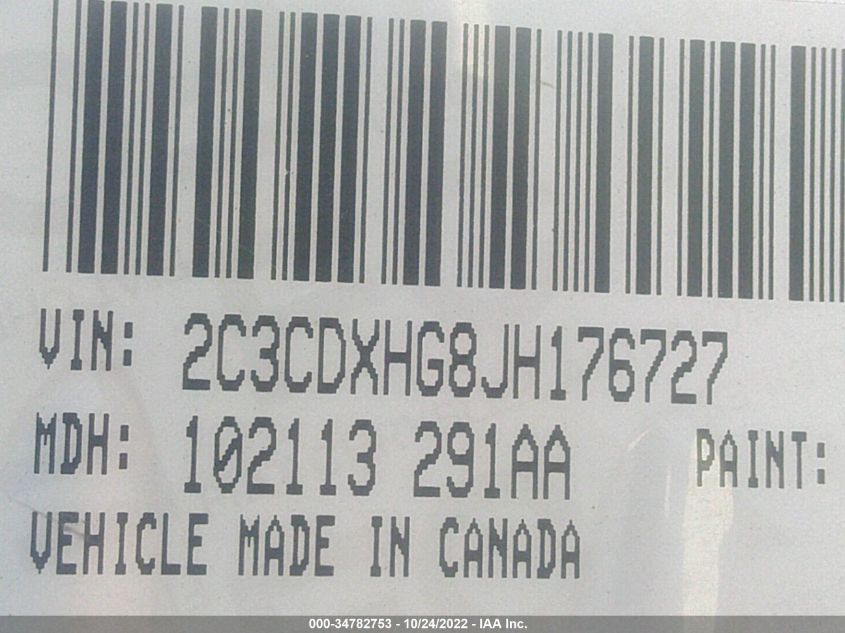 VIN: 2C3CDXHG8JH176727
MDH: 102113 291AA PAINT:
VEHICLE MADE IN CANADA
000-34782753 - 10/24/2022 - IAA Inc.